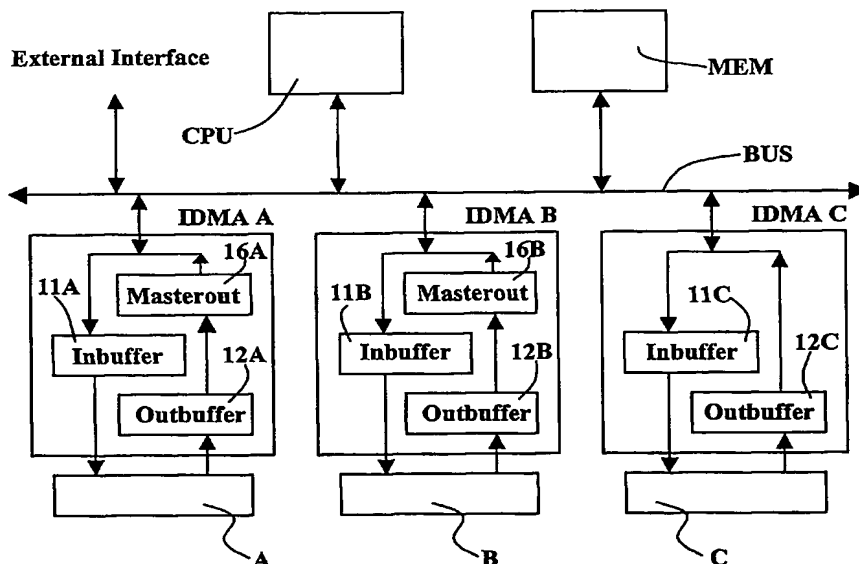 External Interface
CPU
MEM
BUS
IDMA A
IDMA B
IDMA C
16A
Masterout
11A
Inbuffer
12A
Outbuffer
16B
Masterout
11B
Inbuffer
12B
Outbuffer
11C
Inbuffer
12C
Outbuffer
A
B
C